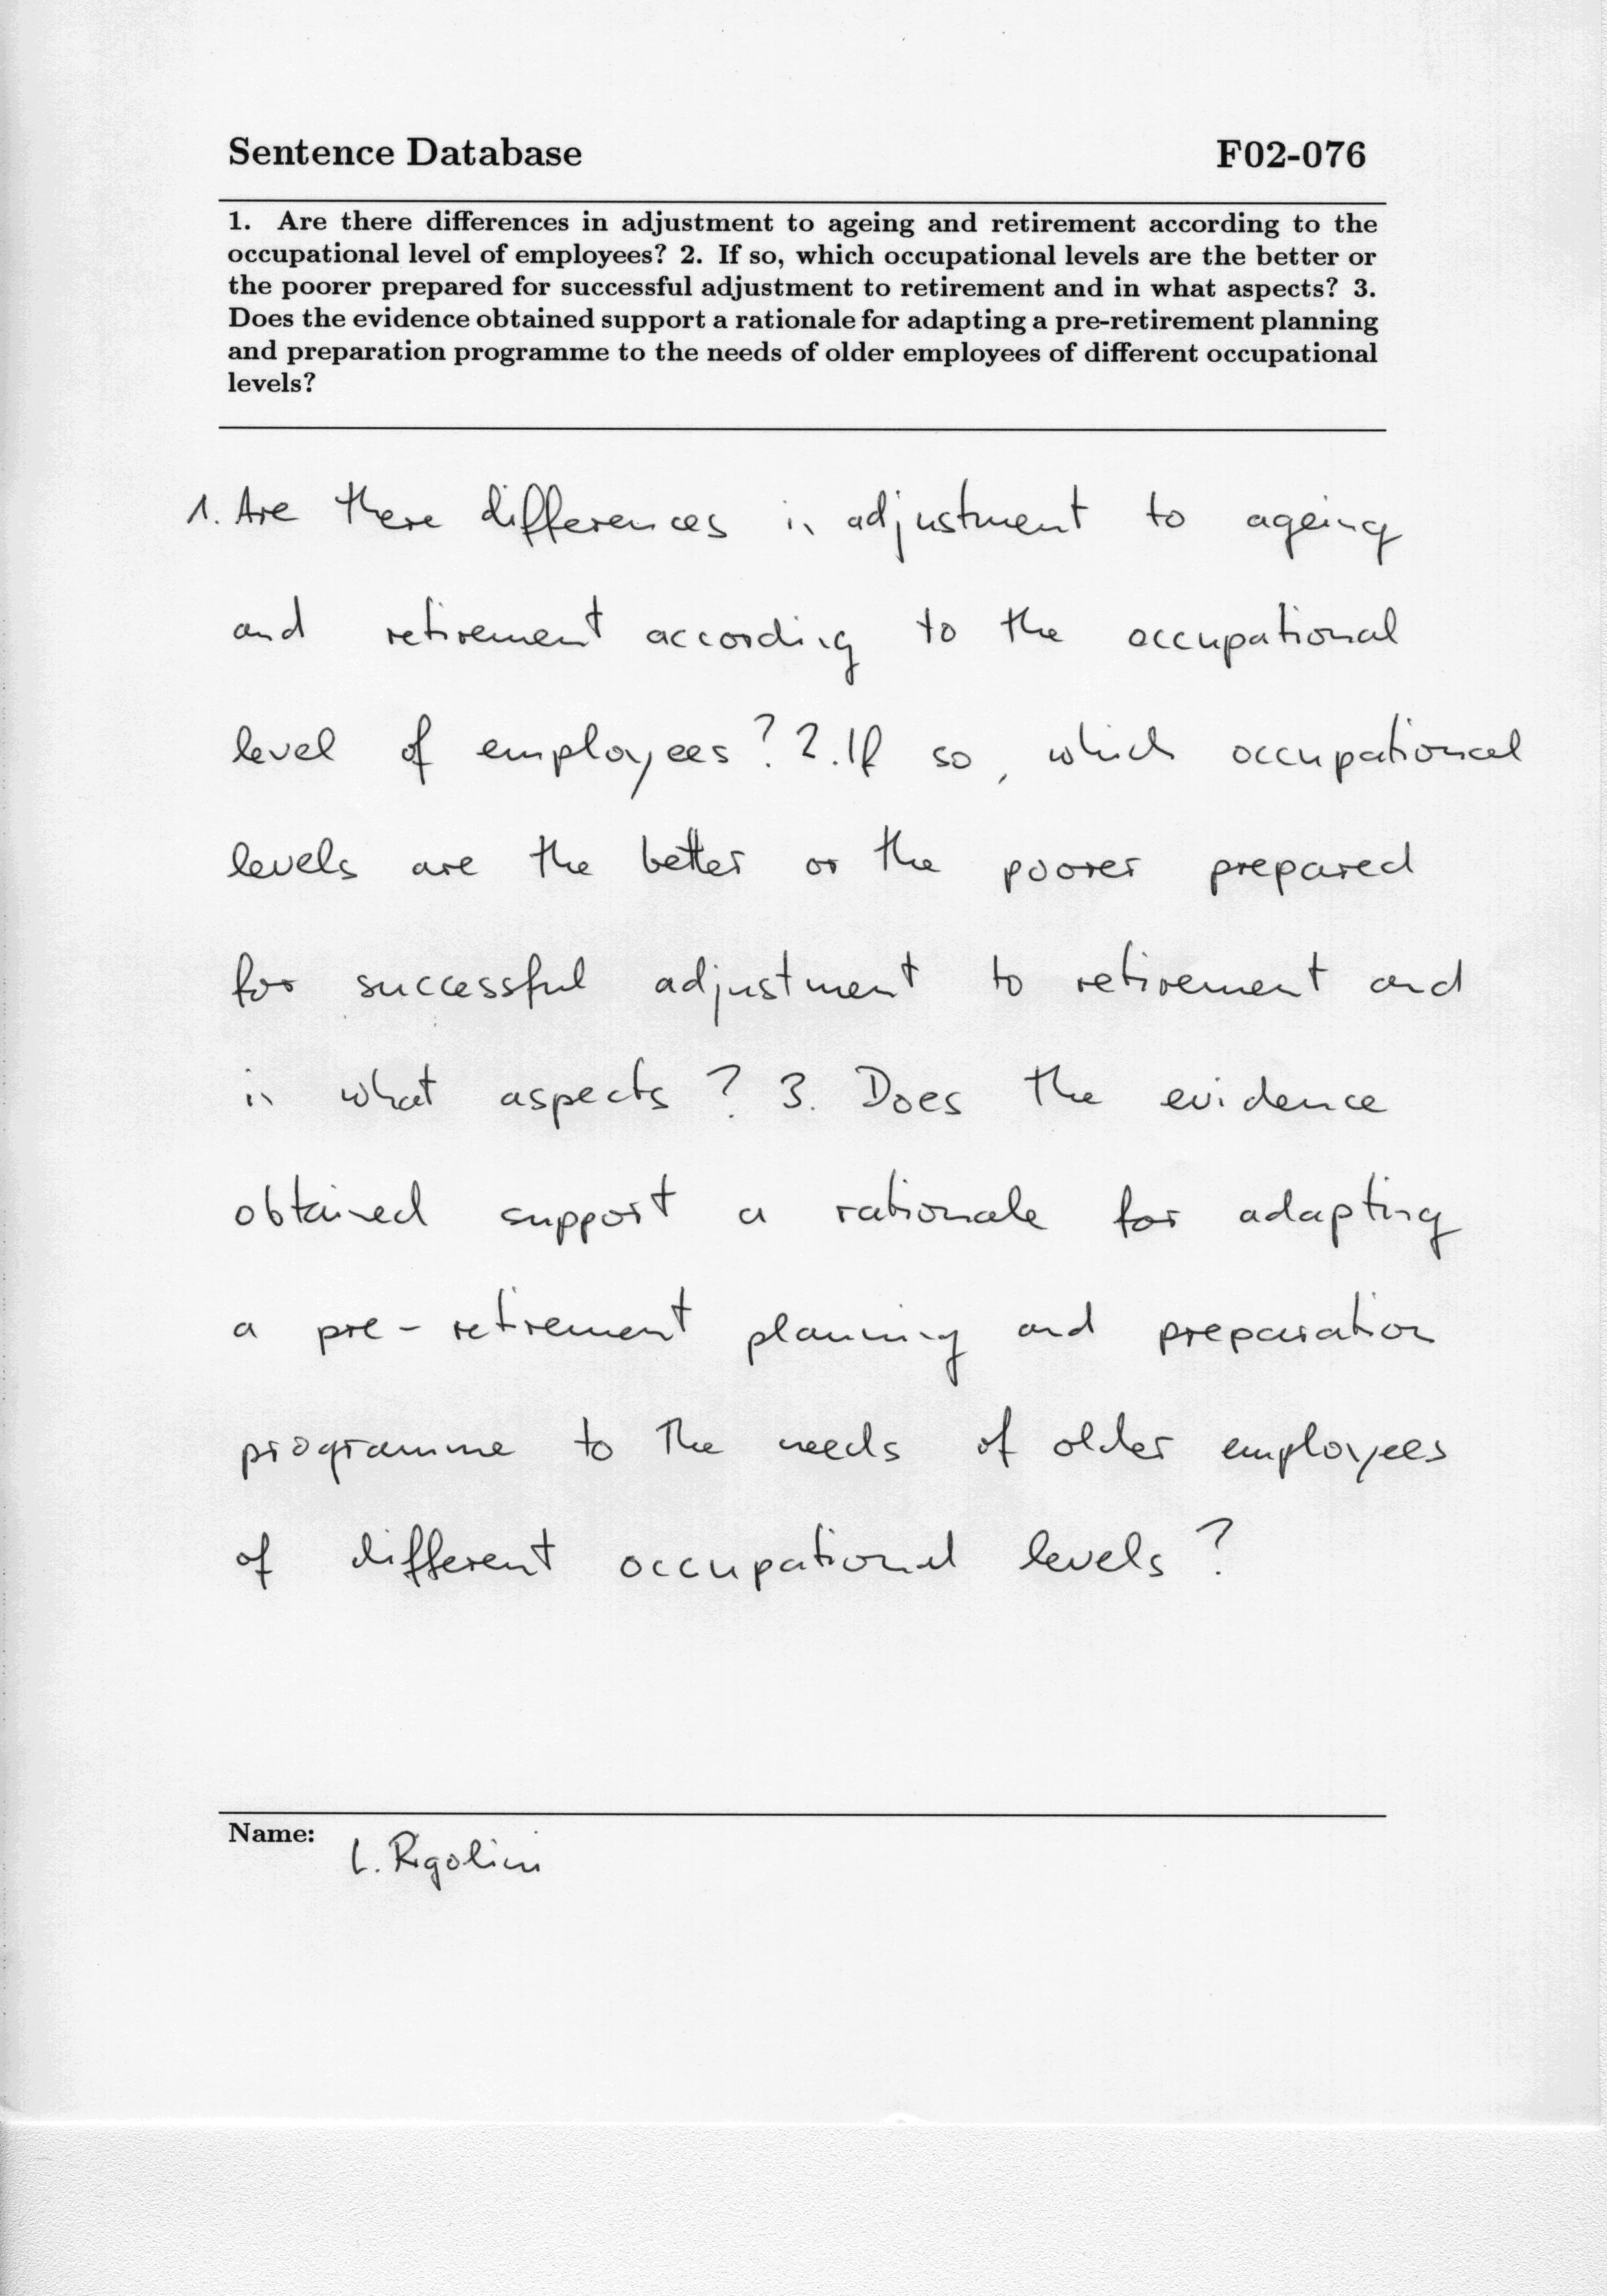 Sentence Database F02-076
1. Are there differences in adjustment to ageing and retirement according to the
occupational level of employees? 2. If so, which occupational levels are the better or
the poorer prepared for successful adjustment to retirement and in what aspects? 3.
Does the evidence obtained support a rationale for adapting a pre-retirement planning
and preparation programme to the needs of older employees of different occupational
levels?
1. Are there differences in adjustment to ageing
and retirement according to the occupational
level of employees? 2. If so, which occupational
levels are the better or the poorer prepared
for successful adjustment to retirement and
in what aspects? 3. Does the evidence
obtained support a rationale for adapting
a pre-retirement planning and preparation
programme to the needs of older employees
of different occupational levels?
Name: L. Rigolini